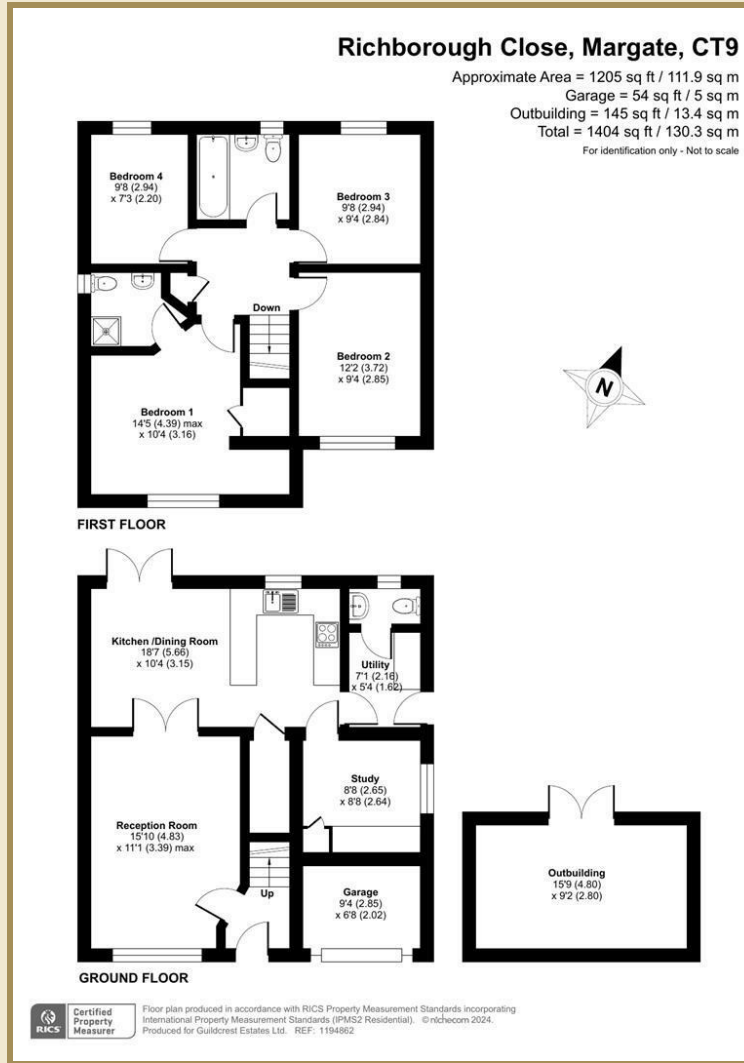 Richborough Close, Margate, CT9
Approximate Area = 1205 sq ft / 111.9 sq m
Garage = 54 sq ft / 5 sq m
Outbuilding = 145 sq ft / 13.4 sq m
Total = 1404 sq ft / 130.3 sq m
For identification only - Not to scale
Bedroom 4
9'8 (2.94)
x 7'3 (2.20)
Bedroom 3
9'8 (2.94)
x 9'4 (2.84)
Down
Bedroom 2
12'2 (3.72)
x 9'4 (2.85)
Bedroom 1
14'5 (4.39) max
x 10'4 (3.16)
N
FIRST FLOOR
Kitchen /Dining Room
18'7 (5.66)
x 10'4 (3.15)
Utility
7'1 (2.16)
x 5'4 (1.62)
Study
8'8 (2.65)
x 8'8 (2.64)
Reception Room
15'10 (4.83)
x 11'1 (3.39) max
Up
Garage
9'4 (2.85)
x 6'8 (2.02)
Outbuilding
15'9 (4.80)
x 9'2 (2.80)
GROUND FLOOR
RICS
Certified
Property
Measurer
Floor plan produced in accordance with RICS Property Measurement Standards incorporating
International Property Measurement Standards (IPMS2 Residential). ©nichecom 2024.
Produced for Guildcrest Estates Ltd. REF: 1194862